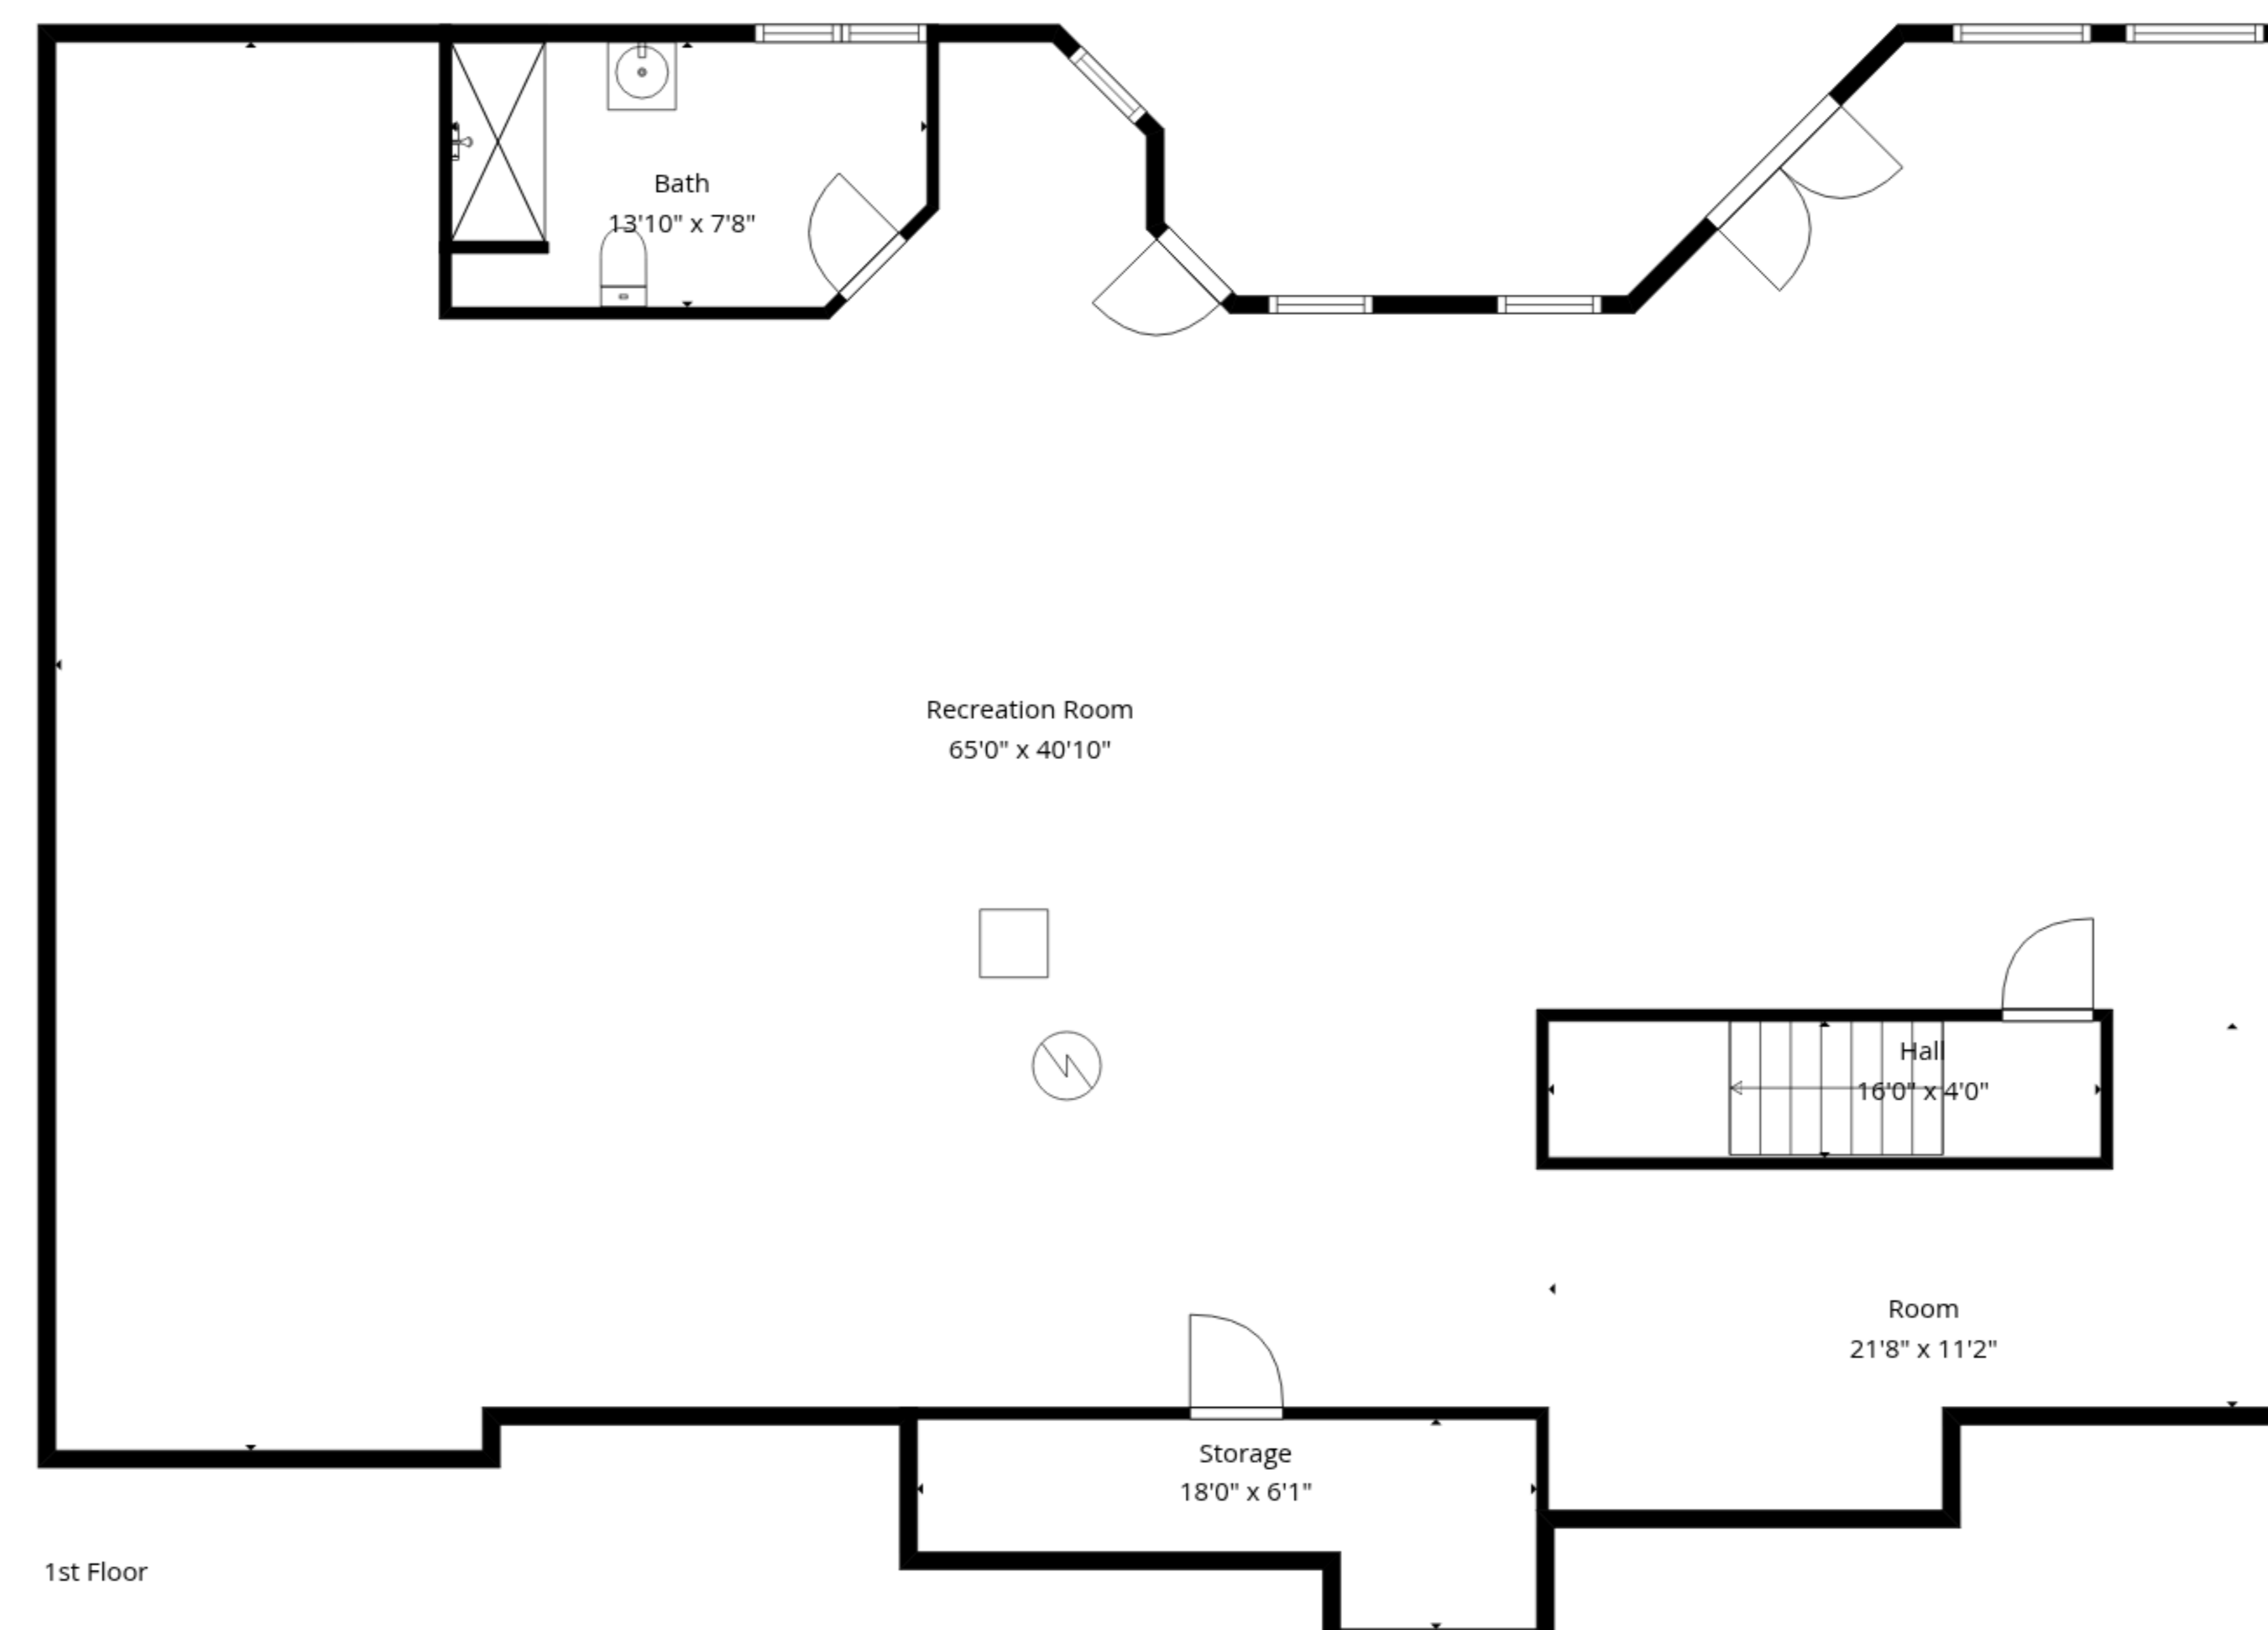 Bath
13'10" x 7'8"
Recreation Room
65'0" x 40'10"
Hall
16'0" x 4'0"
Room
21'8" x 11'2"
Storage
18'0" x 6'1"
1st Floor